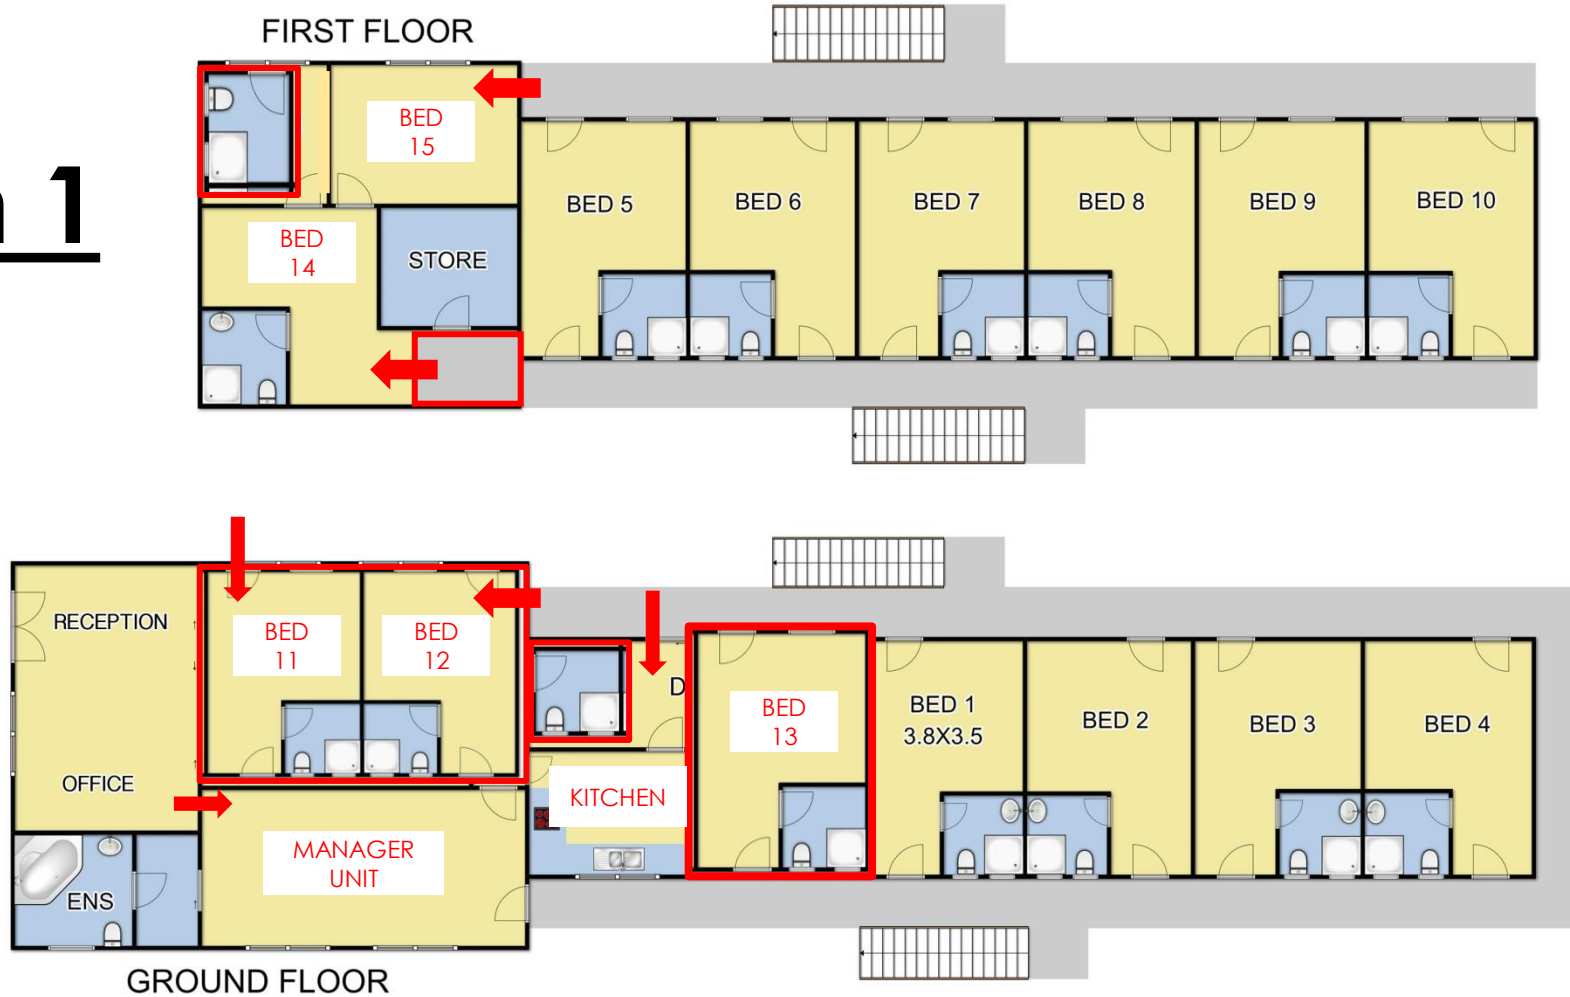 FIRST FLOOR
n 1
BED
15
BED
14
STORE
BED 5
BED 6
BED 7
BED 8
BED 9
BED 10
RECEPTION
OFFICE
ENS
BED
11
BED
12
MANAGER
UNIT
D
KITCHEN
BED
13
BED 1
3.8X3.5
BED 2
BED 3
BED 4
GROUND FLOOR